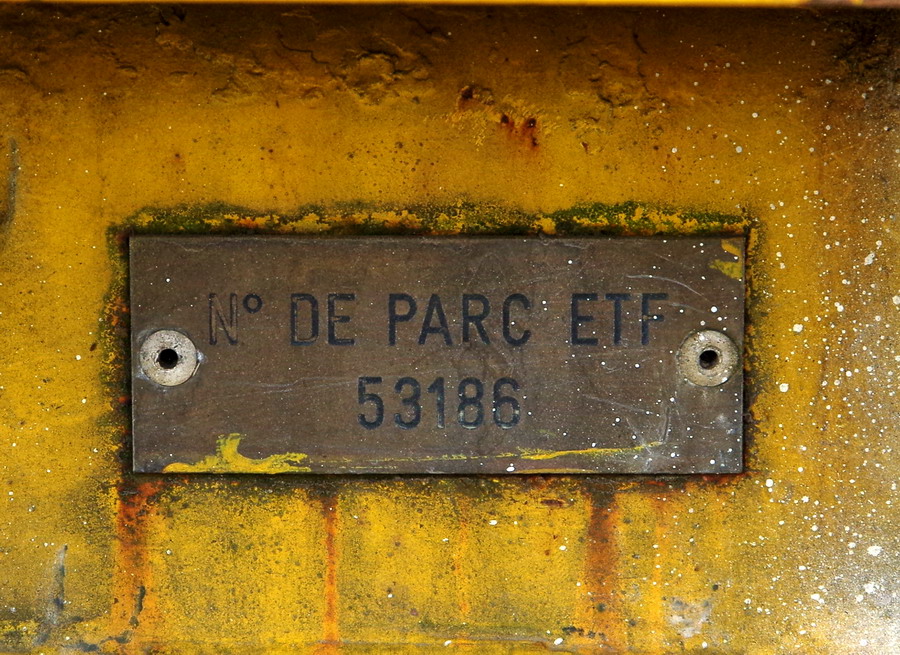 N° DE PARC ETF
53186